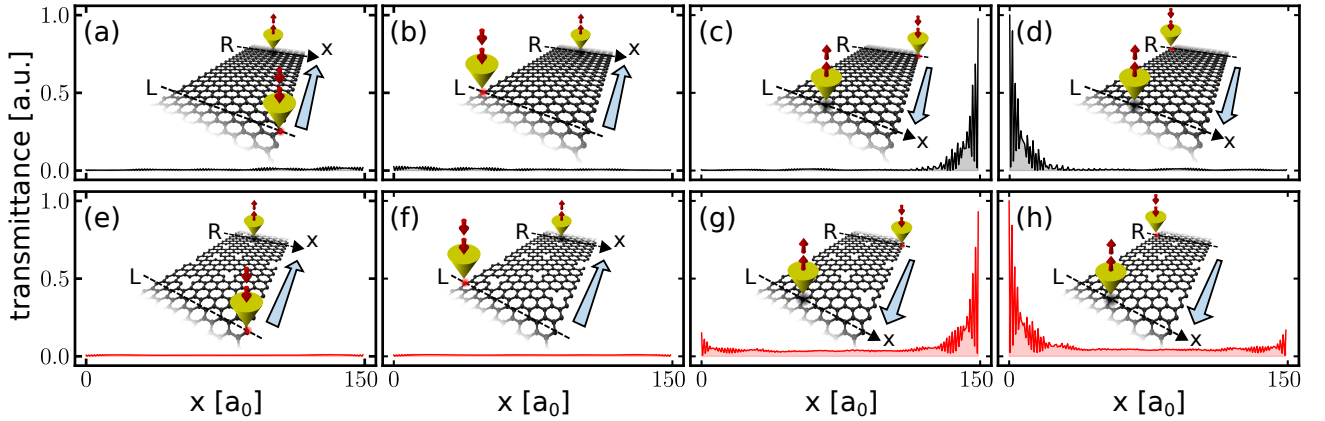 transmittance [a.u.]
1.0
0.5
0.0
(a)
R
x
L
(b)
R
x
L
(c)
R
L
x
(d)
R
L
x
1.0
0.5
0.0
(e)
R
x
L
(f)
R
x
L
(g)
R
L
x
(h)
R
L
x
0 150
0 150
0 150
0 150
x [a₀]
x [a₀]
x [a₀]
x [a₀]